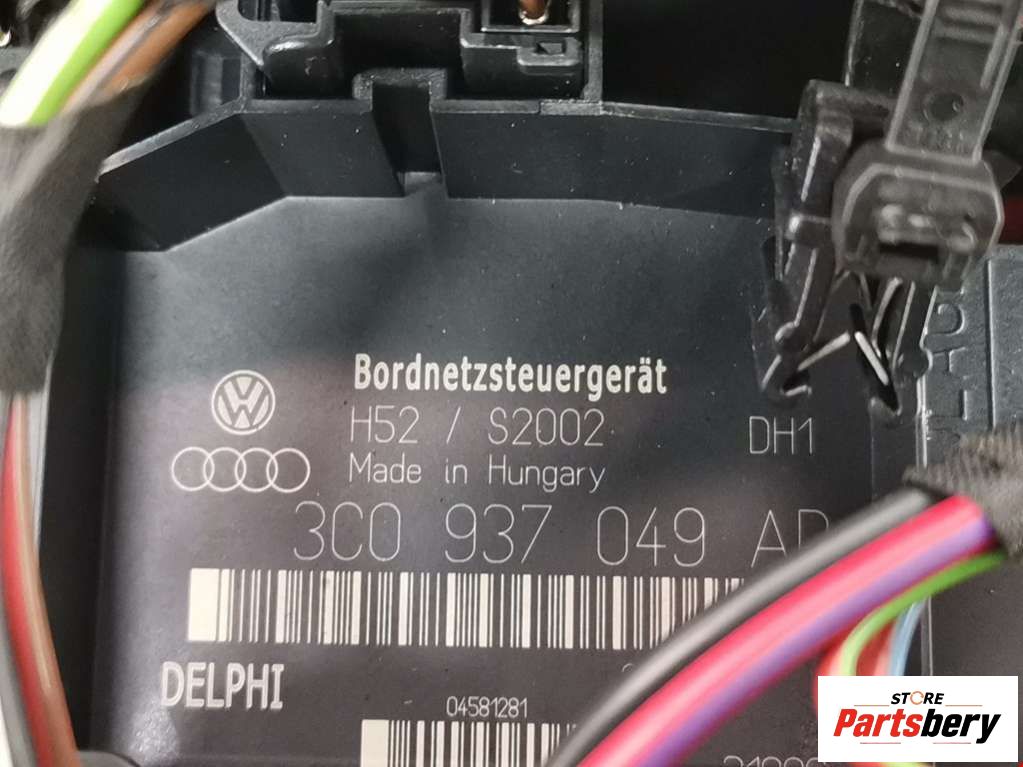 Bordnetzsteuergerät
H52 / S2002 DH1
Made in Hungary
3C0 937 049
DELPHI
04581281
STORE
Partsbery